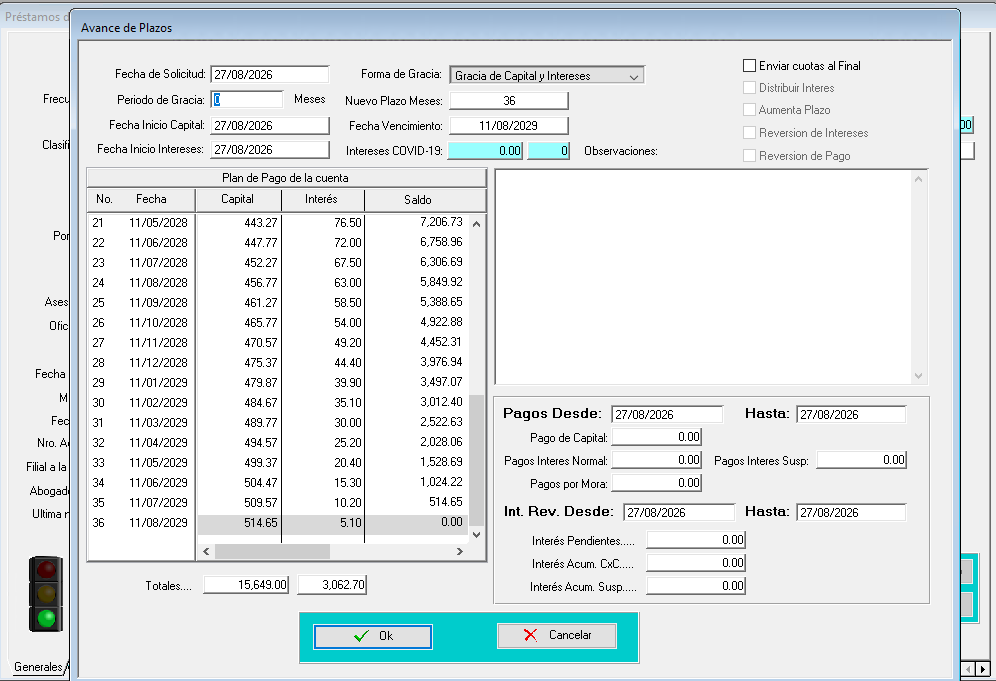 Préstamos d
Avance de Plazos
Fecha de Solicitud: 27/08/2026
Forma de Gracia: Gracia de Capital y Intereses
Enviar cuotas al Final
Periodo de Gracia: 0 Meses
Nuevo Plazo Meses: 36
Distribuir Interes
Fecha Inicio Capital: 27/08/2026
Fecha Vencimiento: 11/08/2029
Aumenta Plazo
Fecha Inicio Intereses: 27/08/2026
Intereses COVID-19: 0.00 0
Observaciones:
Reversion de Intereses
Reversion de Pago
Plan de Pago de la cuenta
No. Fecha Capital Interés Saldo
21 11/05/2028 443.27 76.50 7,206.73
22 11/06/2028 447.77 72.00 6,758.96
23 11/07/2028 452.27 67.50 6,306.69
24 11/08/2028 456.77 63.00 5,849.92
25 11/09/2028 461.27 58.50 5,388.65
26 11/10/2028 465.77 54.00 4,922.88
27 11/11/2028 470.57 49.20 4,452.31
28 11/12/2028 475.37 44.40 3,976.94
29 11/01/2029 479.87 39.90 3,497.07
30 11/02/2029 484.67 35.10 3,012.40
31 11/03/2029 489.77 30.00 2,522.63
32 11/04/2029 494.57 25.20 2,028.06
33 11/05/2029 499.37 20.40 1,528.69
34 11/06/2029 504.47 15.30 1,024.22
35 11/07/2029 509.57 10.20 514.65
36 11/08/2029 514.65 5.10 0.00
Totales.... 15,649.00 3,062.70
Pagos Desde: 27/08/2026 Hasta: 27/08/2026
Pago de Capital: 0.00
Pagos Interes Normal: 0.00 Pagos Interes Susp: 0.00
Pagos por Mora: 0.00
Int. Rev. Desde: 27/08/2026 Hasta: 27/08/2026
Interés Pendientes..... 0.00
Interés Acum. CxC..... 0.00
Interés Acum. Susp..... 0.00
Ok Cancelar
Frecu
Clasifi
Por
Ases
Ofic
Fecha
M
Fec
Nro. A
Filial a la
Abogad
Ultima
Generales
00